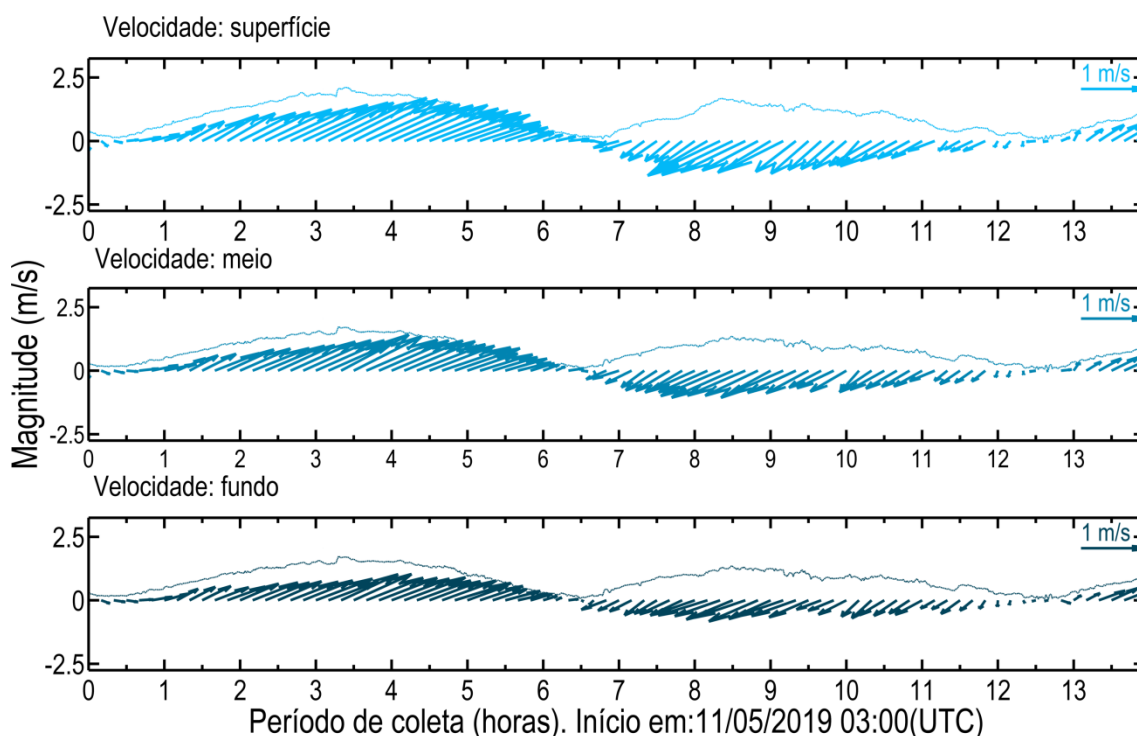 Velocidade: superfície
2.5
1 m/s
0
-2.5
0 1 2 3 4 5 6 7 8 9 10 11 12 13
Velocidade: meio
Magnitude (m/s)
2.5
1 m/s
0
-2.5
0 1 2 3 4 5 6 7 8 9 10 11 12 13
Velocidade: fundo
2.5
1 m/s
0
-2.5
0 1 2 3 4 5 6 7 8 9 10 11 12 13
Período de coleta (horas). Início em:11/05/2019 03:00(UTC)